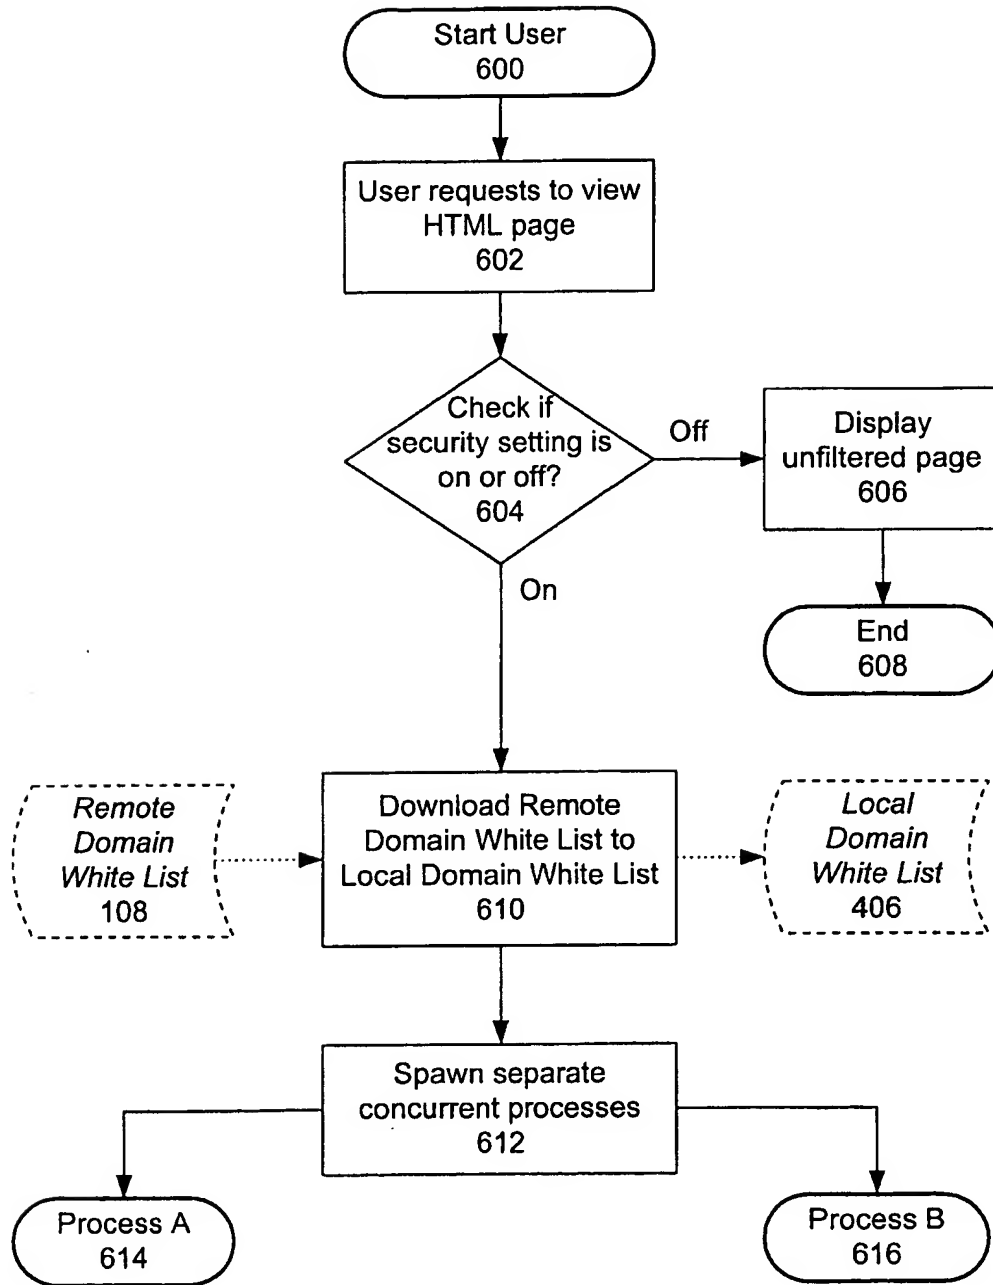 Start User
600
User requests to view
HTML page
602
Check if
security setting is
on or off?
604
Off
Display
unfiltered page
606
On
End
608
Remote
Domain
White List
108
Download Remote
Domain White List to
Local Domain White List
610
Local
Domain
White List
406
Spawn separate
concurrent processes
612
Process A
614
Process B
616